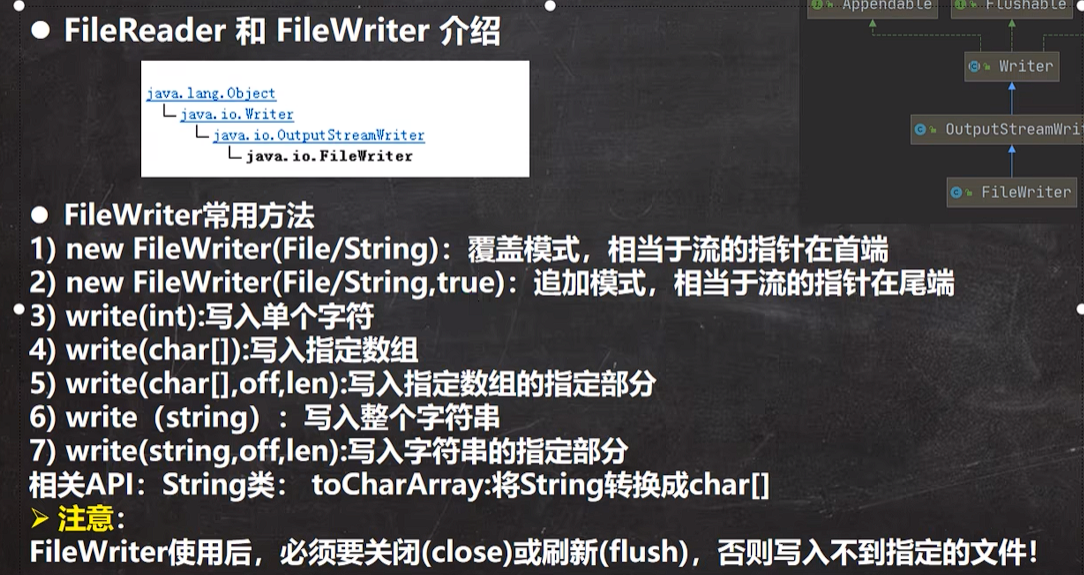 ● FileReader 和 FileWriter 介绍
java.lang.Object
java.io.Writer
java.io.OutputStreamWriter
java.io.FileWriter
Appendable
Flushable
Writer
OutputStreamWri
FileWriter
● FileWriter常用方法
1) new FileWriter(File/String)：覆盖模式，相当于流的指针在首端
2) new FileWriter(File/String,true)：追加模式，相当于流的指针在尾端
3) write(int):写入单个字符
4) write(char[]):写入指定数组
5) write(char[],off,len):写入指定数组的指定部分
6) write（string）：写入整个字符串
7) write(string,off,len):写入字符串的指定部分
相关API：String类： toCharArray:将String转换成char[]
➢ 注意：
FileWriter使用后，必须要关闭(close)或刷新(flush)，否则写入不到指定的文件！